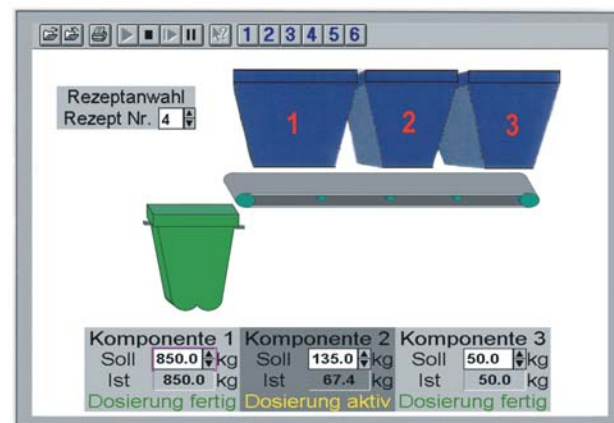 1 2 3 4 5 6
Rezeptanwahl
Rezept Nr. 4
1 2 3
Komponente 1
Soll 850.0 kg
Ist 850.0 kg
Dosierung fertig
Komponente 2
Soll 135.0 kg
Ist 67.4 kg
Dosierung aktiv
Komponente 3
Soll 50.0 kg
Ist 50.0 kg
Dosierung fertig